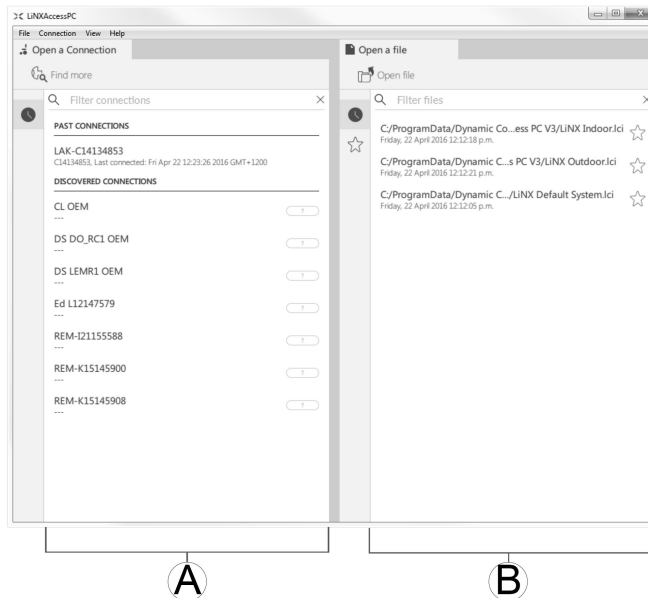 LiNXAccessPC
File Connection View Help
Open a Connection
Find more
Filter connections
PAST CONNECTIONS
LAK-C14134853
C14134853, Last connected: Fri Apr 22 12:23:26 2016 GMT+1200
DISCOVERED CONNECTIONS
CL OEM
---
?
DS DO_RC1 OEM
---
?
DS LEMR1 OEM
---
?
Ed L12147579
---
?
REM-I21155588
---
?
REM-K15145900
---
?
REM-K15145908
---
?
Open a file
Open file
Filter files
C:/ProgramData/Dynamic Co...ess PC V3/LiNX Indoor.lci
Friday, 22 April 2016 12:12:18 p.m.
C:/ProgramData/Dynamic C...s PC V3/LiNX Outdoor.lci
Friday, 22 April 2016 12:12:21 p.m.
C:/ProgramData/Dynamic C.../LiNX Default System.lci
Friday, 22 April 2016 12:12:05 p.m.
A
B